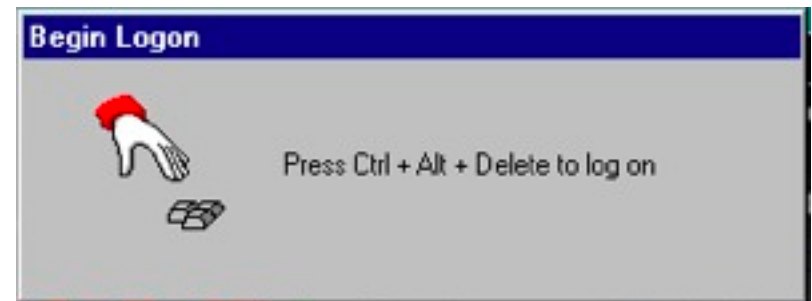 Begin Logon
Press Ctrl + Alt + Delete to log on